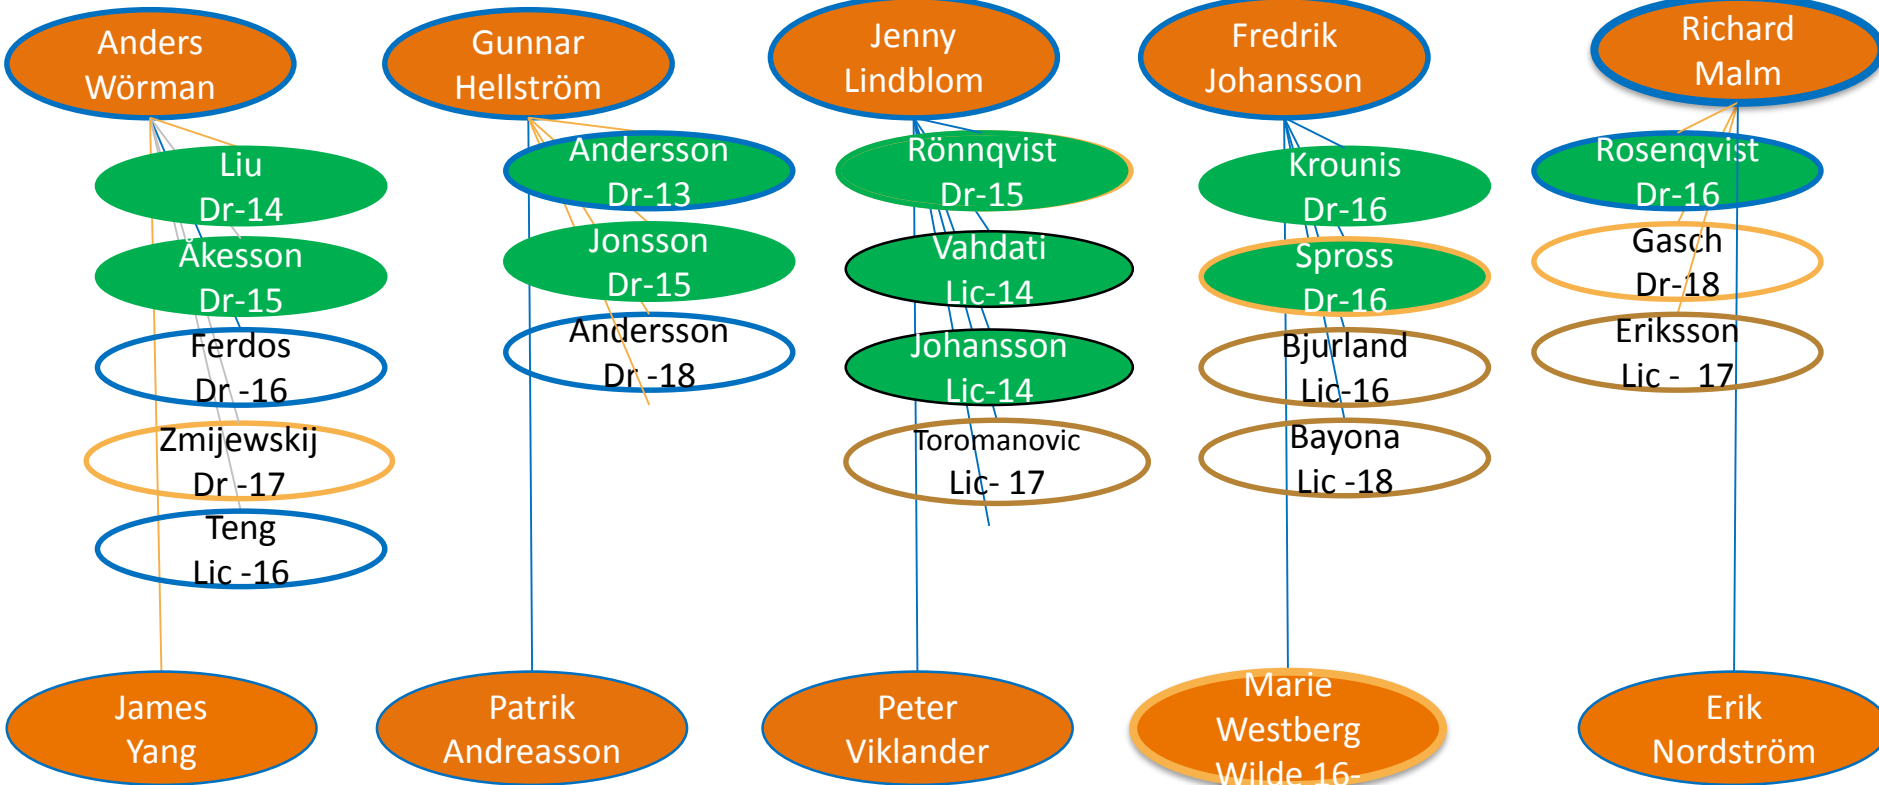 Anders
Wörman
Gunnar
Hellström
Jenny
Lindblom
Fredrik
Johansson
Richard
Malm
Liu
Dr-14
Åkesson
Dr-15
Ferdos
Dr -16
Zmijewskij
Dr -17
Teng
Lic -16
Andersson
Dr-13
Jonsson
Dr-15
Andersson
Dr -18
Rönnqvist
Dr-15
Vahdati
Lic-14
Johansson
Lic-14
Toromanovic
Lic- 17
Krounis
Dr-16
Spross
Dr-16
Bjurland
Lic-16
Bayona
Lic -18
Rosenqvist
Dr-16
Gasch
Dr-18
Eriksson
Lic - 17
James
Yang
Patrik
Andreasson
Peter
Viklander
Marie
Westberg
Wilde 16-
Erik
Nordström